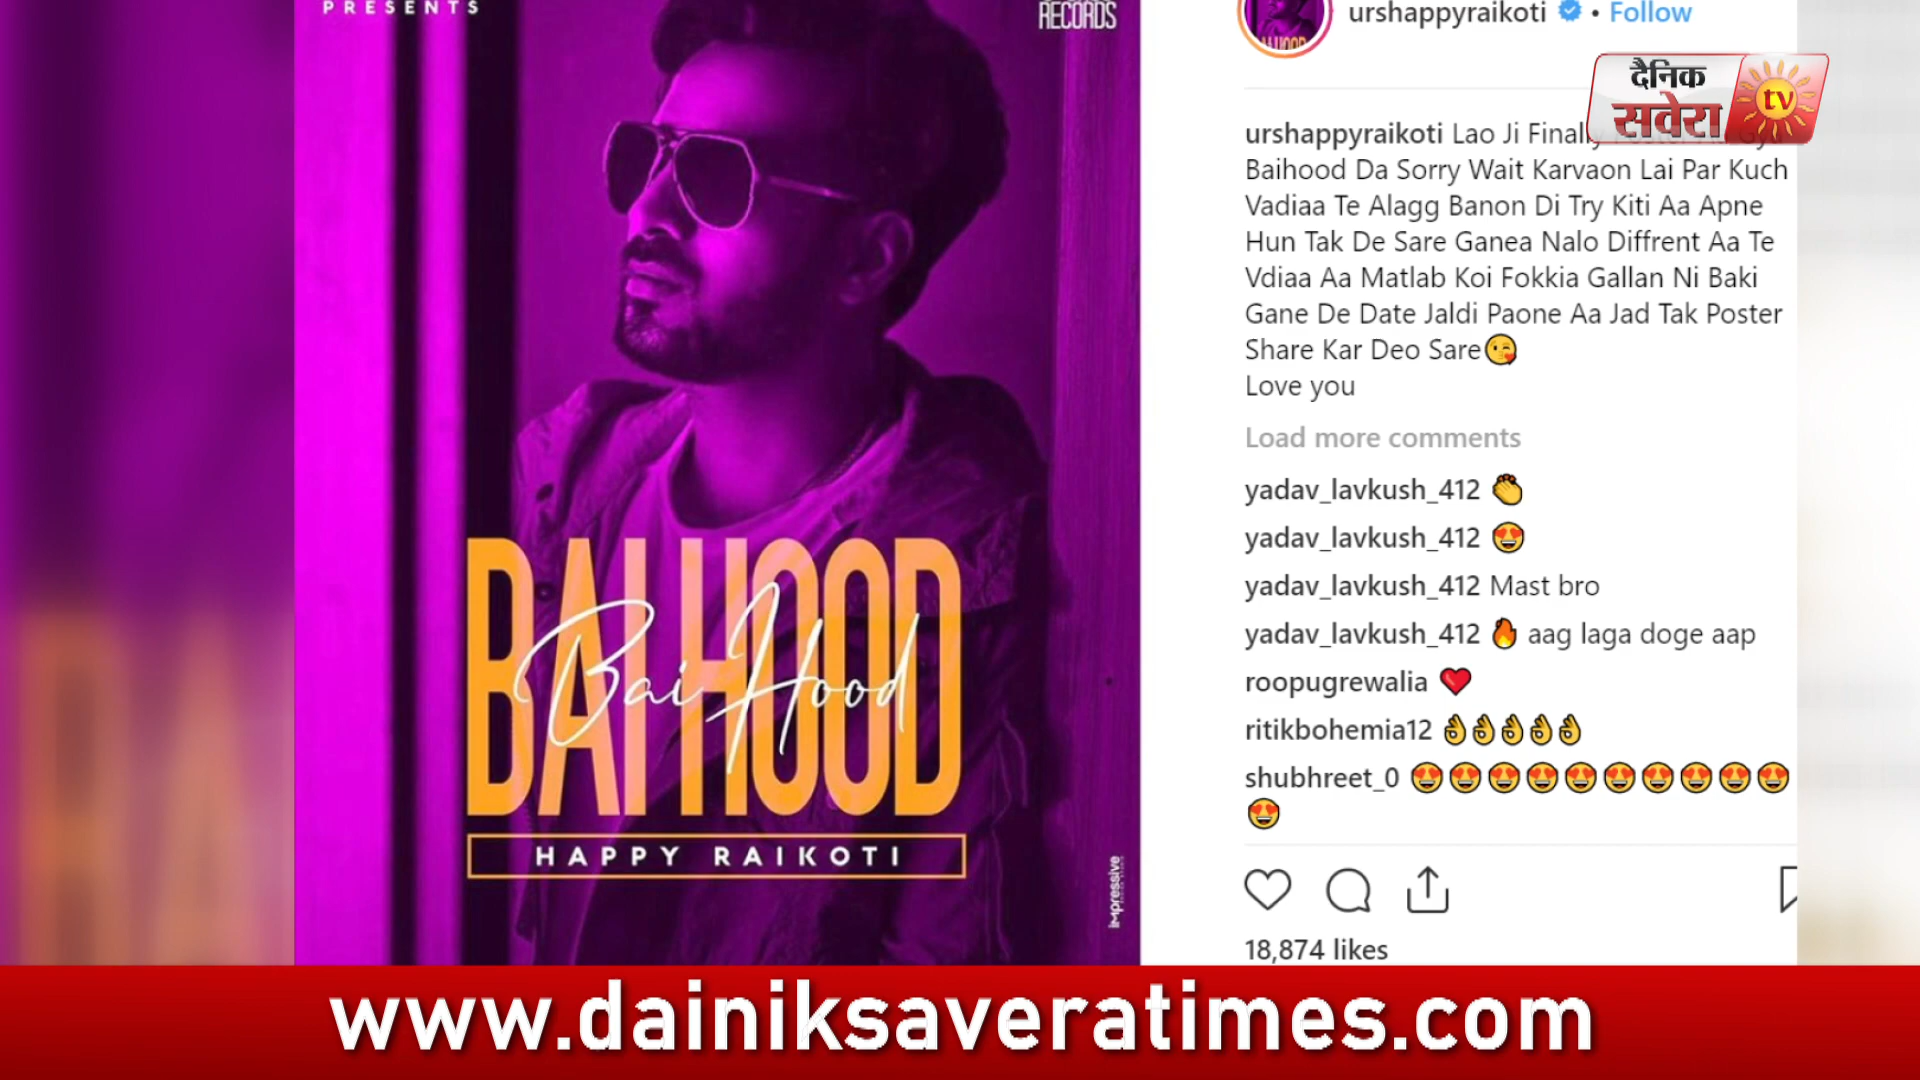 PRESENTS
RECORDS
BAIHOOD
Bai Hood
HAPPY RAIKOTI
impressive
urshappyraikoti • Follow
दैनिक
सवेरा
tv
urshappyraikoti Lao Ji Finally
Baihood Da Sorry Wait Karvaon Lai Par Kuch
Vadiaa Te Alagg Banon Di Try Kiti Aa Apne
Hun Tak De Sare Ganea Nalo Diffrent Aa Te
Vdiaa Aa Matlab Koi Fokkia Gallan Ni Baki
Gane De Date Jaldi Paone Aa Jad Tak Poster
Share Kar Deo Sare😘
Love you
Load more comments
yadav_lavkush_412 👏
yadav_lavkush_412 😍
yadav_lavkush_412 Mast bro
yadav_lavkush_412 🔥 aag laga doge aap
roopugrewalia ❤️
ritikbohemia12 👌👌👌👌👌
shubhreet_0 😍😍😍😍😍😍😍😍😍😍
😍
18,874 likes
www.dainiksaveratimes.com